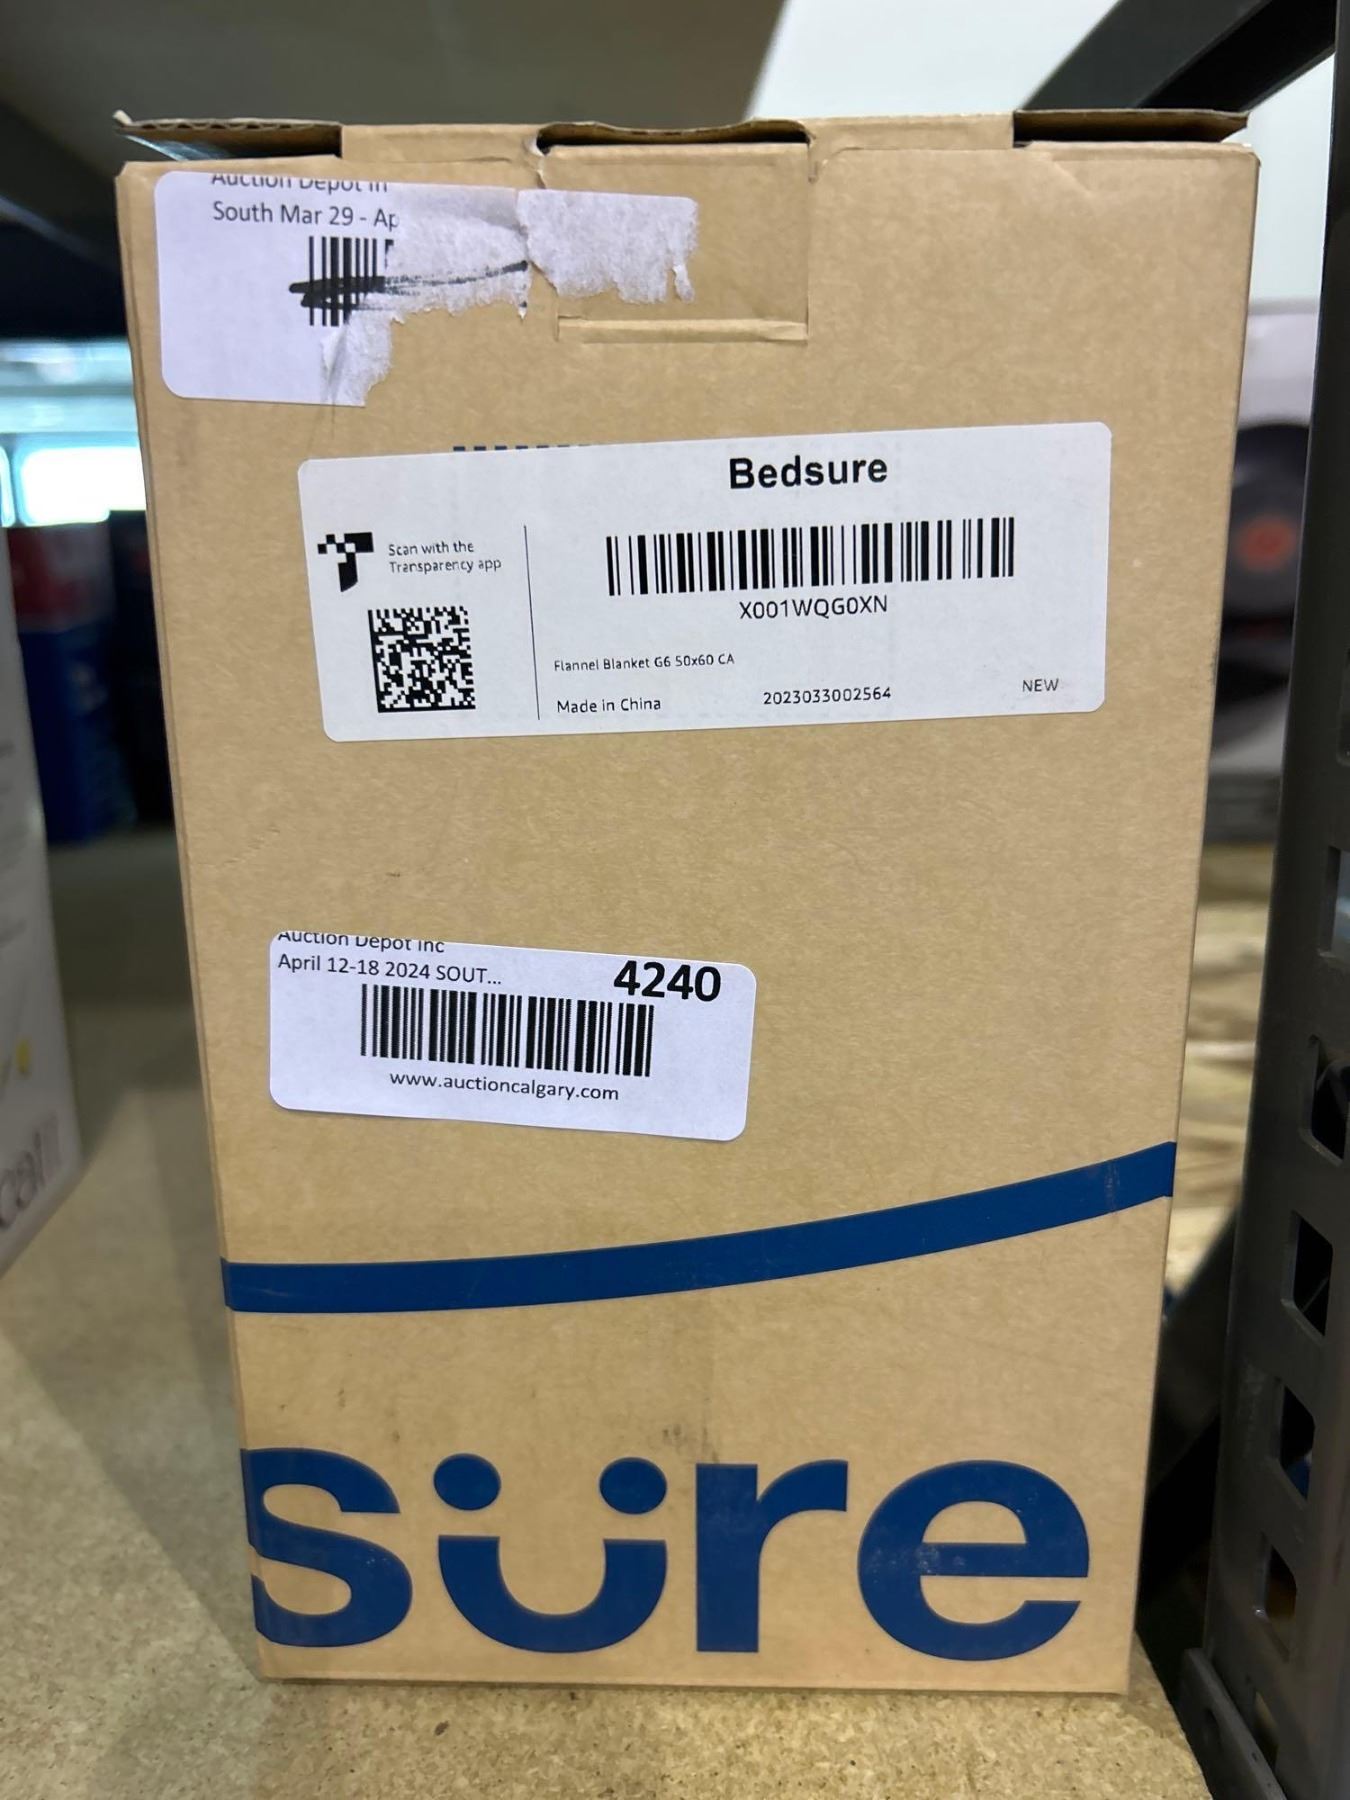 Auction Depot In
South Mar 29 - Ap
Bedsure
Scan with the
Transparency app
X001WQG0XN
Flannel Blanket G6 50x60 CA
Made in China
2023033002564
NEW
Auction Depot Inc
April 12-18 2024 SOUT...
4240
www.auctioncalgary.com
süre